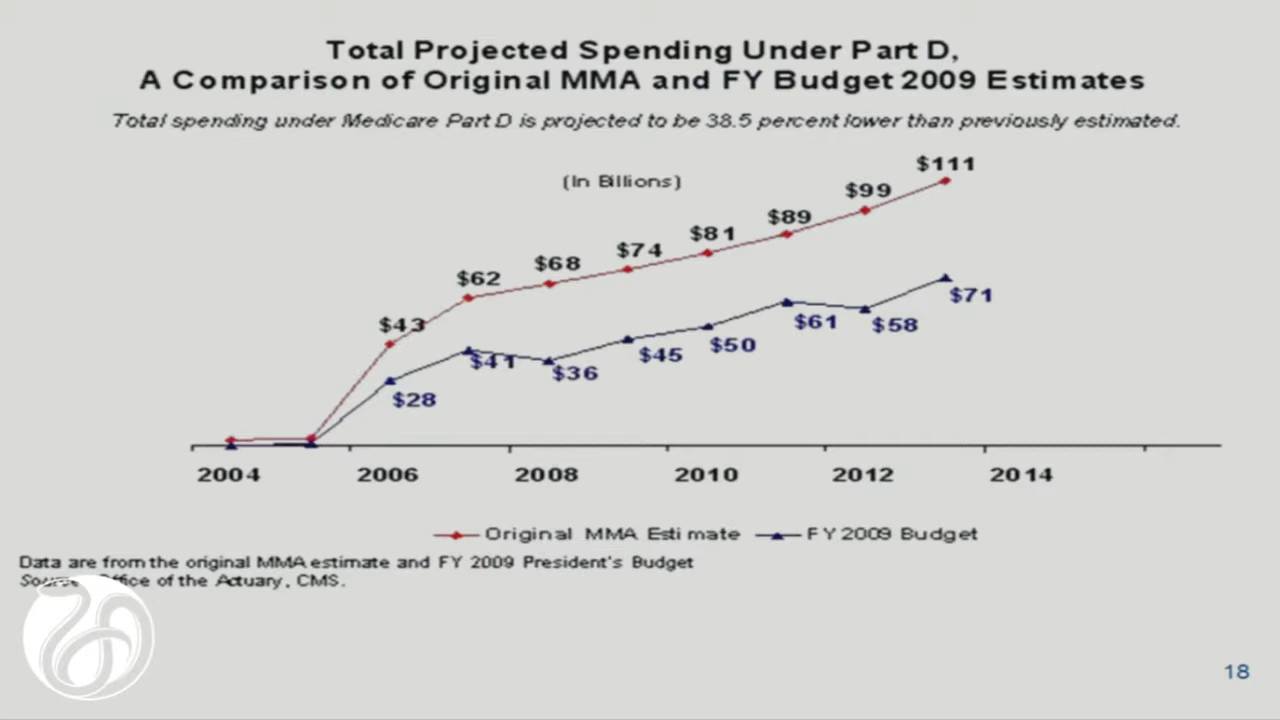 Total Projected Spending Under Part D,
A Comparison of Original MMA and FY Budget 2009 Estimates
Total spending under Medicare Part D is projected to be 38.5 percent lower than previously estimated.
(In Billions)
$111
$99
$89
$81
$74
$68
$62
$43
$71
$61
$58
$50
$45
$41
$36
$28
2004 2006 2008 2010 2012 2014
Original MMA Estimate FY 2009 Budget
Data are from the original MMA estimate and FY 2009 President's Budget
of the Actuary, CMS.
18